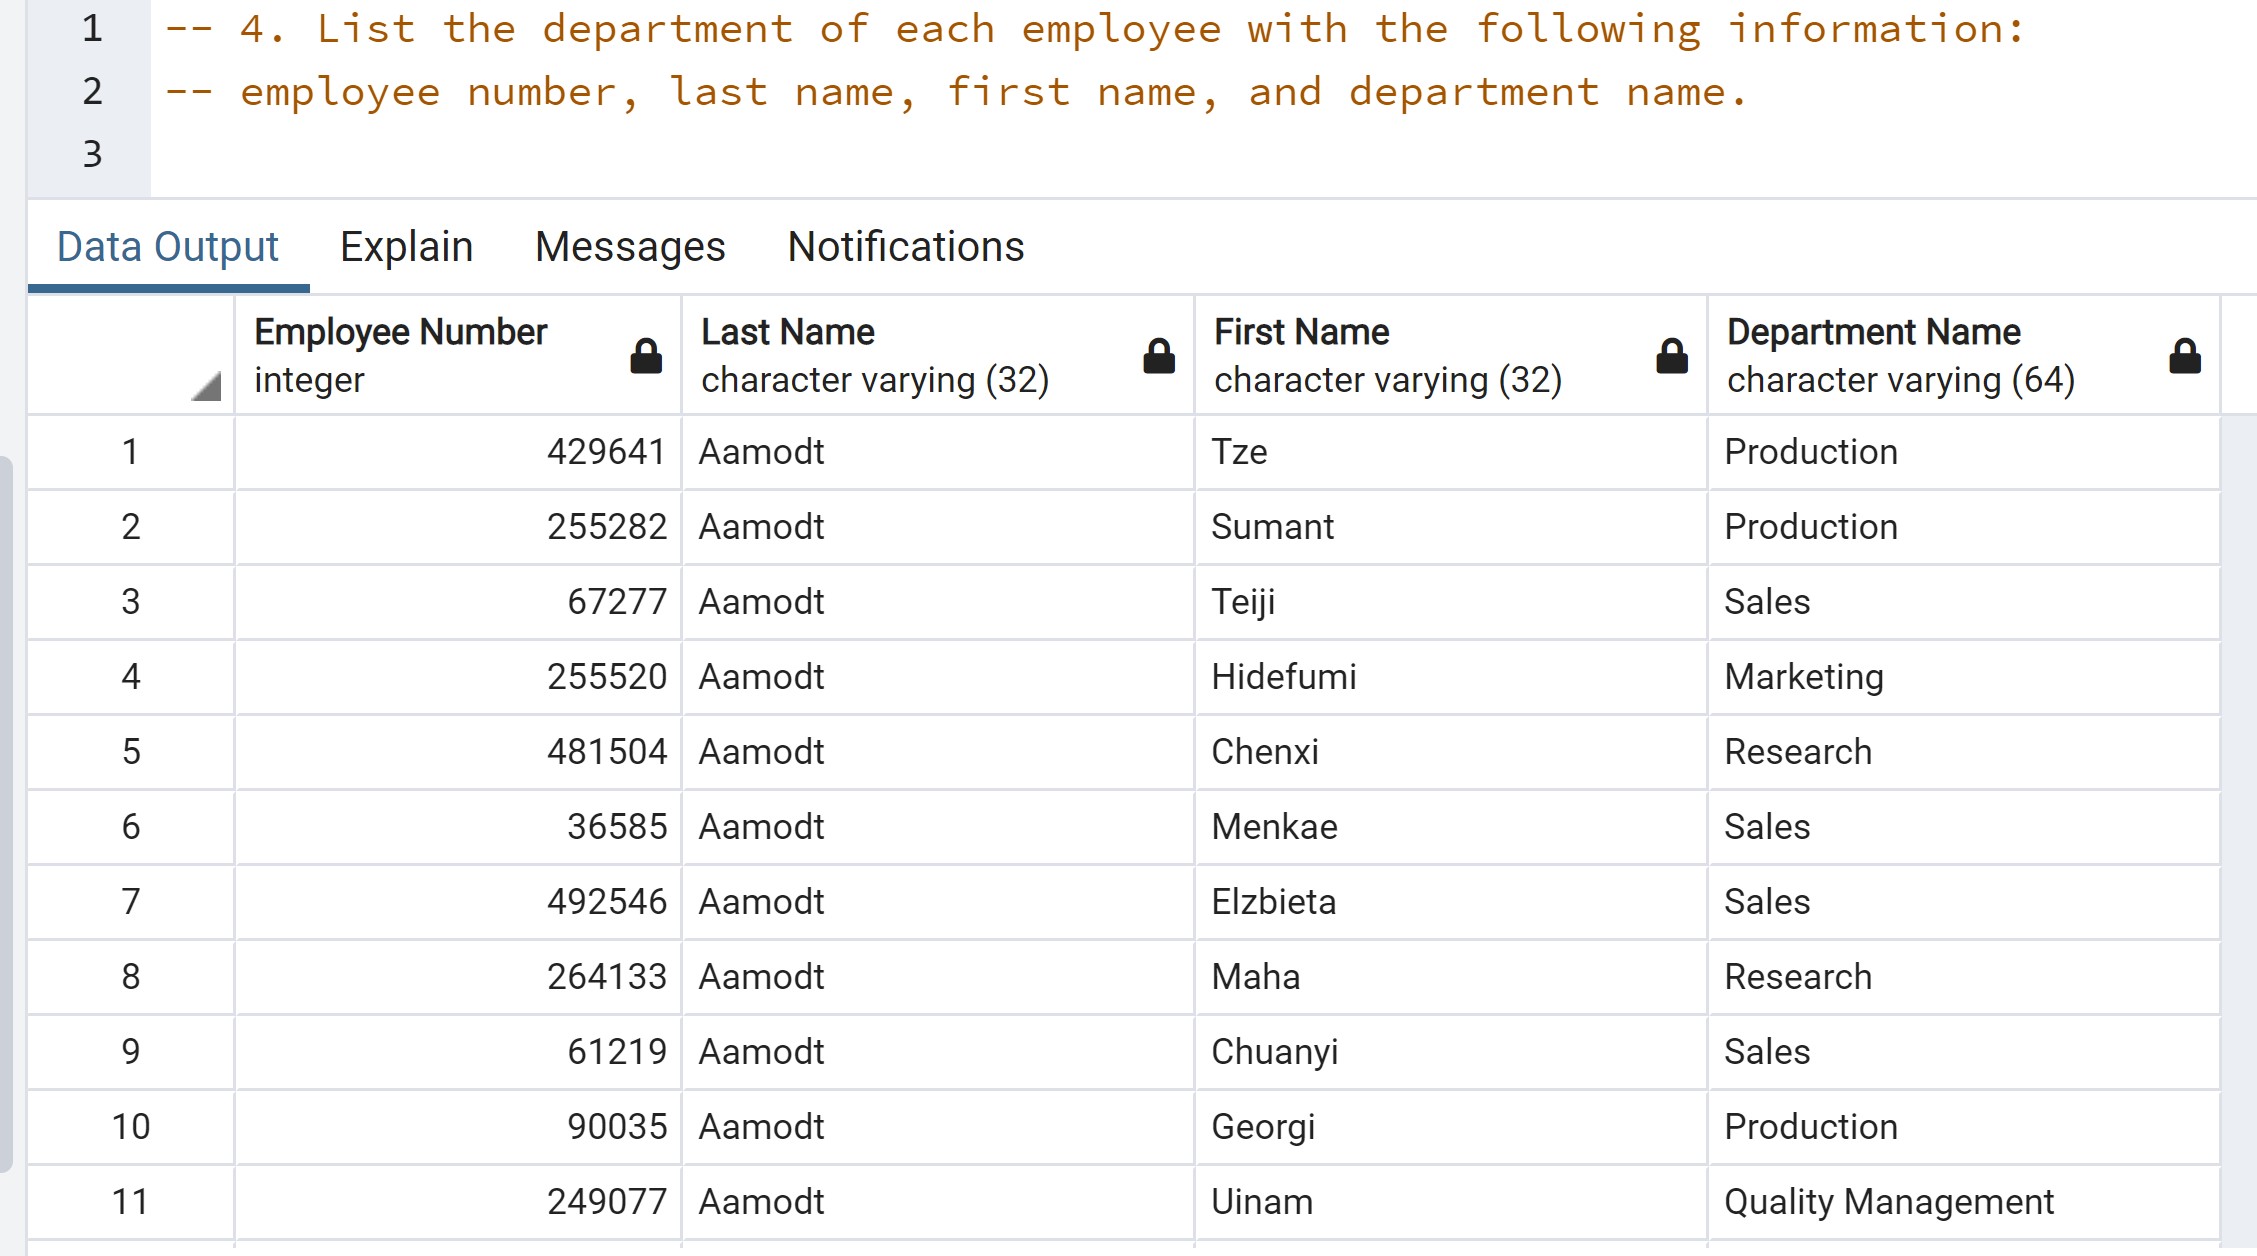 1 -- 4. List the department of each employee with the following information:
2 -- employee number, last name, first name, and department name.
3
Data Output Explain Messages Notifications
Employee Number Last Name First Name Department Name
integer character varying (32) character varying (32) character varying (64)
1 429641 Aamodt Tze Production
2 255282 Aamodt Sumant Production
3 67277 Aamodt Teiji Sales
4 255520 Aamodt Hidefumi Marketing
5 481504 Aamodt Chenxi Research
6 36585 Aamodt Menkae Sales
7 492546 Aamodt Elzbieta Sales
8 264133 Aamodt Maha Research
9 61219 Aamodt Chuanyi Sales
10 90035 Aamodt Georgi Production
11 249077 Aamodt Uinam Quality Management